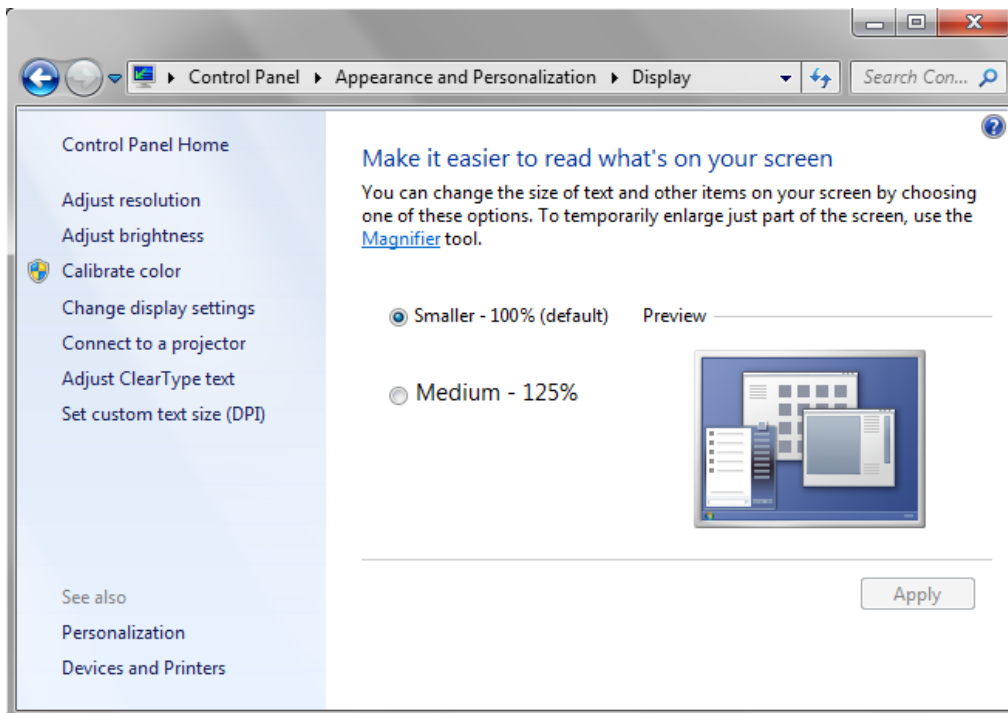 Control Panel Appearance and Personalization Display Search Con...
Control Panel Home
Adjust resolution
Adjust brightness
Calibrate color
Change display settings
Connect to a projector
Adjust ClearType text
Set custom text size (DPI)
See also
Personalization
Devices and Printers
Make it easier to read what's on your screen
You can change the size of text and other items on your screen by choosing
one of these options. To temporarily enlarge just part of the screen, use the
Magnifier tool.
Smaller - 100% (default) Preview
Medium - 125%
Apply